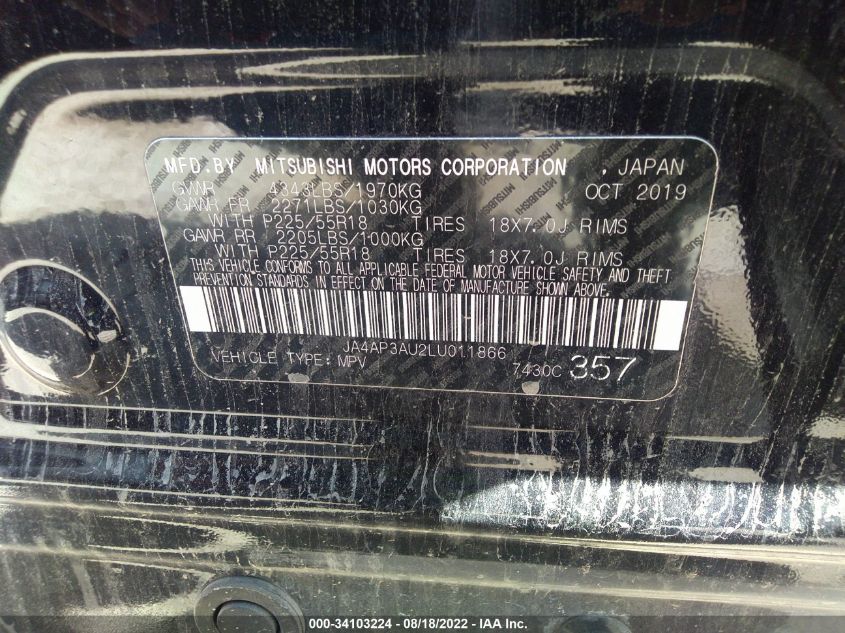 MFD.BY MITSUBISHI MOTORS CORPORATION , JAPAN
GVWR 4343LBS/1970KG OCT 2019
GAWR FR 2271LBS/1030KG
WITH P225/55R18 TIRES 18X7.0J RIMS
GAWR RR 2205LBS/1000KG
WITH P225/55R18 TIRES 18X7.0J RIMS
THIS VEHICLE CONFORMS TO ALL APPLICABLE FEDERAL MOTOR VEHICLE SAFETY AND THEFT
PREVENTION STANDARDS IN EFFECT ON THE DATE OF MANUFACTURE SHOWN ABOVE.
JA4AP3AU2LU011866
VEHICLE TYPE: MPV 7430C 357
000-34103224 - 08/18/2022 - IAA Inc.